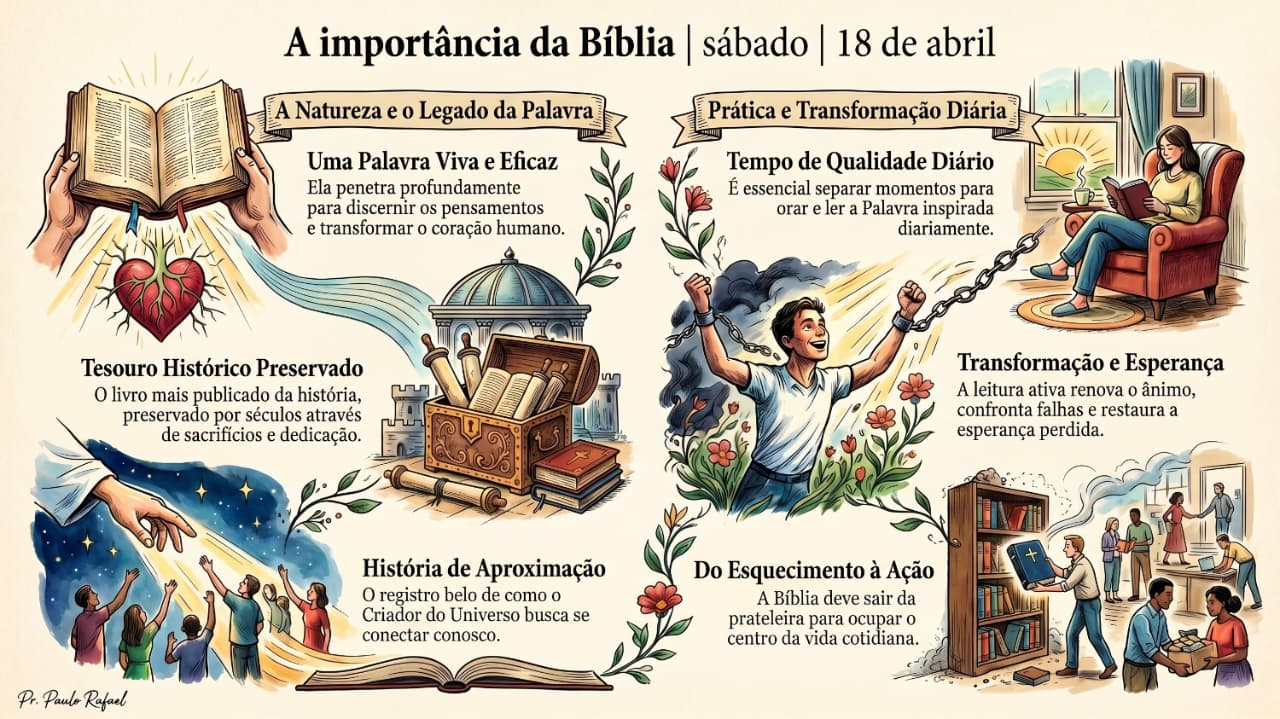 A importância da Bíblia | sábado | 18 de abril
A Natureza e o Legado da Palavra
Uma Palavra Viva e Eficaz
Ela penetra profundamente
para discernir os pensamentos
e transformar o coração humano.
Tesouro Histórico Preservado
O livro mais publicado da história,
preservado por séculos através
de sacrifícios e dedicação.
História de Aproximação
O registro belo de como o
Criador do Universo busca se
conectar conosco.
Prática e Transformação Diária
Tempo de Qualidade Diário
É essencial separar momentos para
orar e ler a Palavra inspirada
diariamente.
Transformação e Esperança
A leitura ativa renova o ânimo,
confronta falhas e restaura a
esperança perdida.
Do Esquecimento à Ação
A Bíblia deve sair da
prateleira para ocupar o
centro da vida cotidiana.
Pr. Paulo Rafael